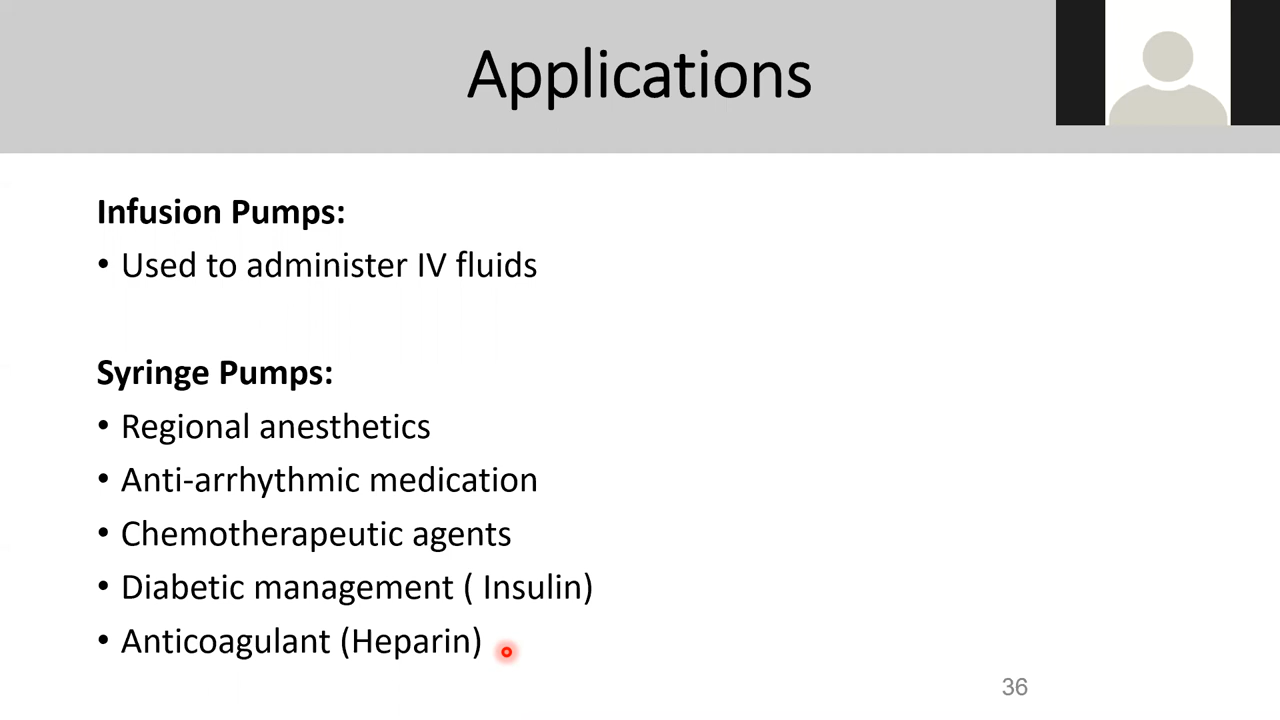 Applications
Infusion Pumps:
• Used to administer IV fluids
Syringe Pumps:
• Regional anesthetics
• Anti-arrhythmic medication
• Chemotherapeutic agents
• Diabetic management ( Insulin)
• Anticoagulant (Heparin)
36